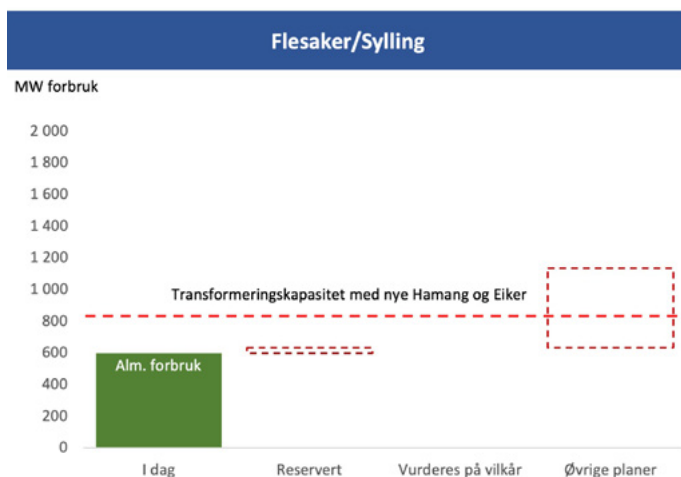 Flesaker/Sylling
MW forbruk
2 000
1 800
1 600
1 400
1 200
1 000
800
600
400
200
0
Transformeringskapasitet med nye Hamang og Eiker
Alm. forbruk
I dag
Reservert
Vurderes på vilkår
Øvrige planer